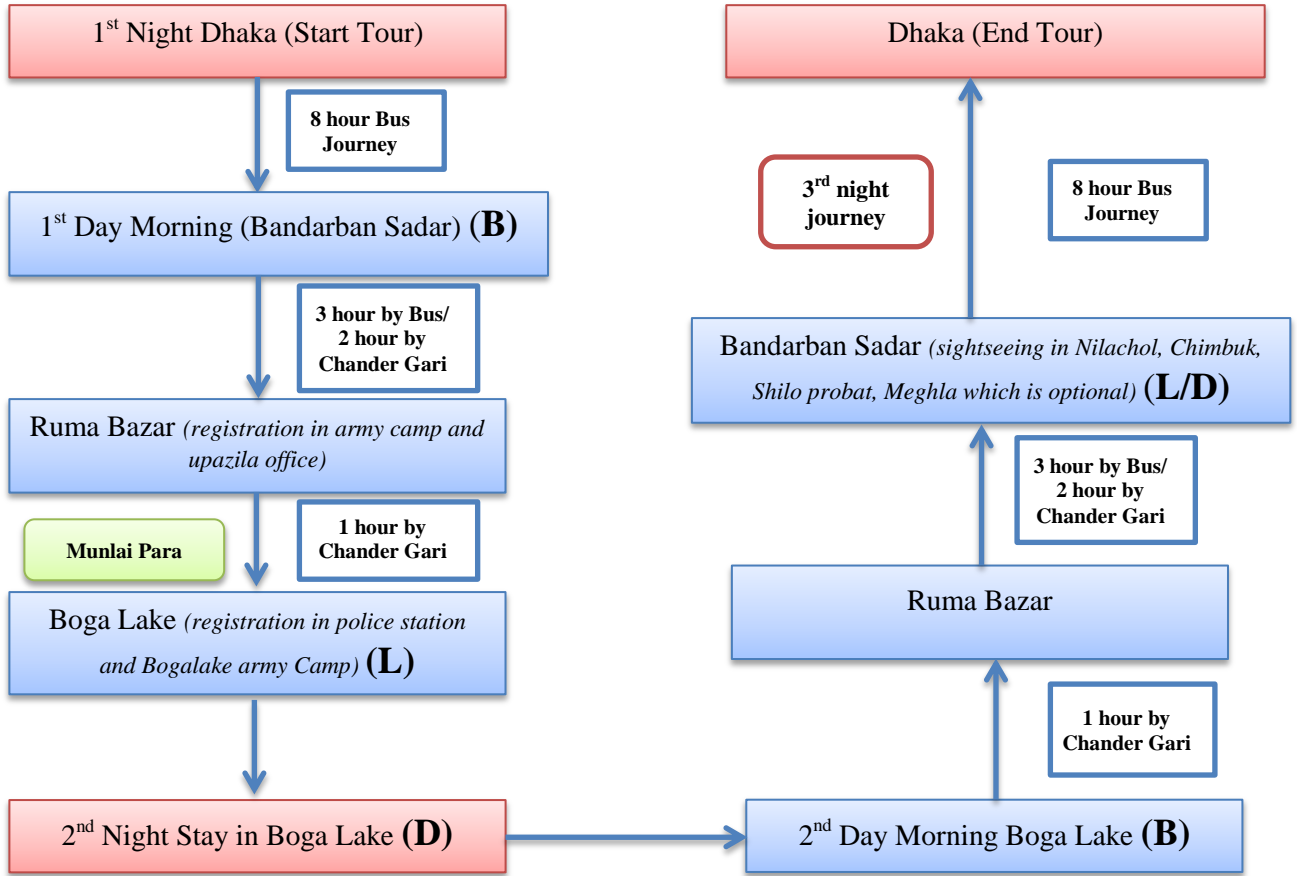 1st Night Dhaka (Start Tour)
8 hour Bus
Journey
1st Day Morning (Bandarban Sadar) (B)
3 hour by Bus/
2 hour by
Chander Gari
Ruma Bazar (registration in army camp and
upazila office)
Munlai Para
1 hour by
Chander Gari
Boga Lake (registration in police station
and Bogalake army Camp) (L)
2nd Night Stay in Boga Lake (D)
2nd Day Morning Boga Lake (B)
1 hour by
Chander Gari
Ruma Bazar
3 hour by Bus/
2 hour by
Chander Gari
Bandarban Sadar (sightseeing in Nilachol, Chimbuk,
Shilo probat, Meghla which is optional) (L/D)
3rd night
journey
8 hour Bus
Journey
Dhaka (End Tour)